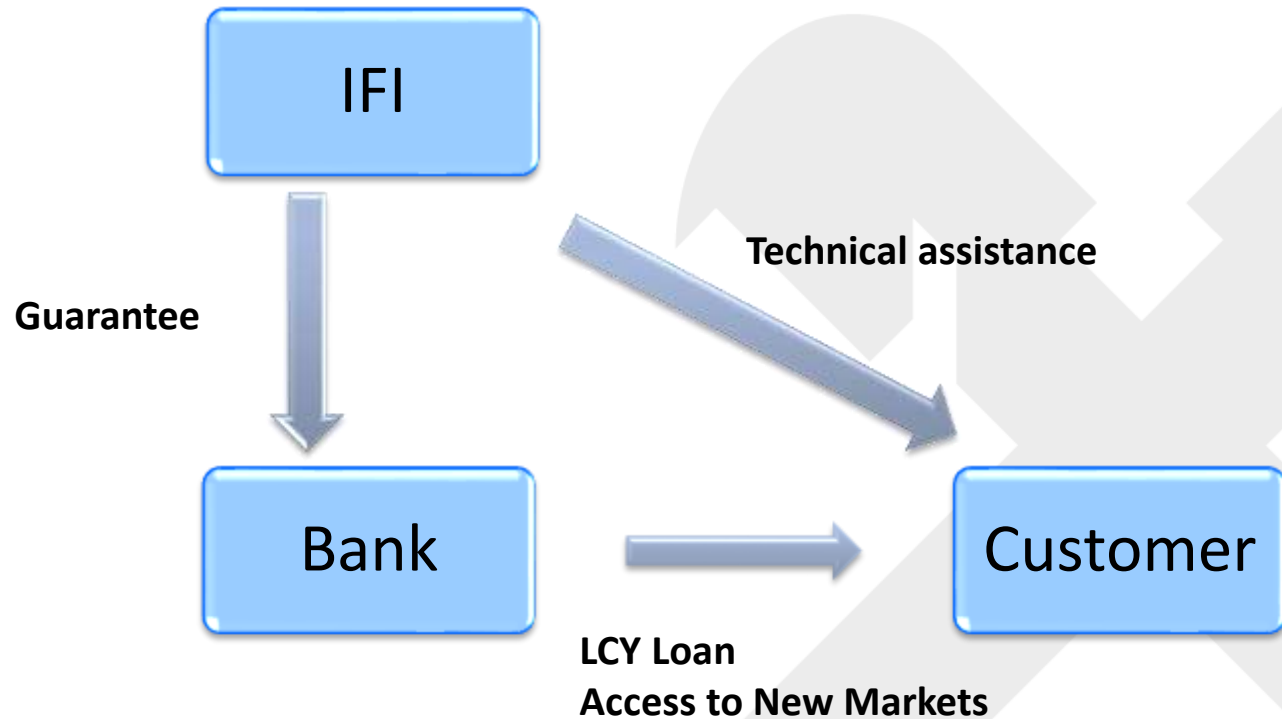 IFI
Technical assistance
Guarantee
Bank
Customer
LCY Loan
Access to New Markets